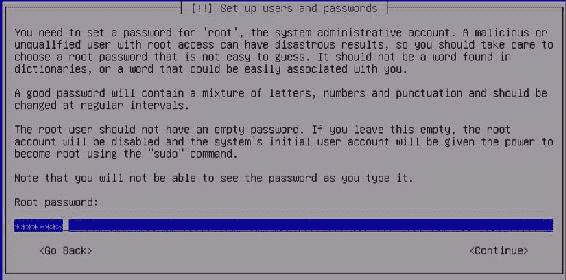 [!!] Set up users and passwords
You need to set a password for 'root', the system administrative account. A malicious or
unqualified user with root access can have disastrous results, so you should take care to
choose a root password that is not easy to guess. It should not be a word found in
dictionaries, or a word that could be easily associated with you.
A good password will contain a mixture of letters, numbers and punctuation and should be
changed at regular intervals.
The root user should not have an empty password. If you leave this empty, the root
account will be disabled and the system's initial user account will be given the power to
become root using the "sudo" command.
Note that you will not be able to see the password as you type it.
Root password:
********
<Go Back> <Continue>